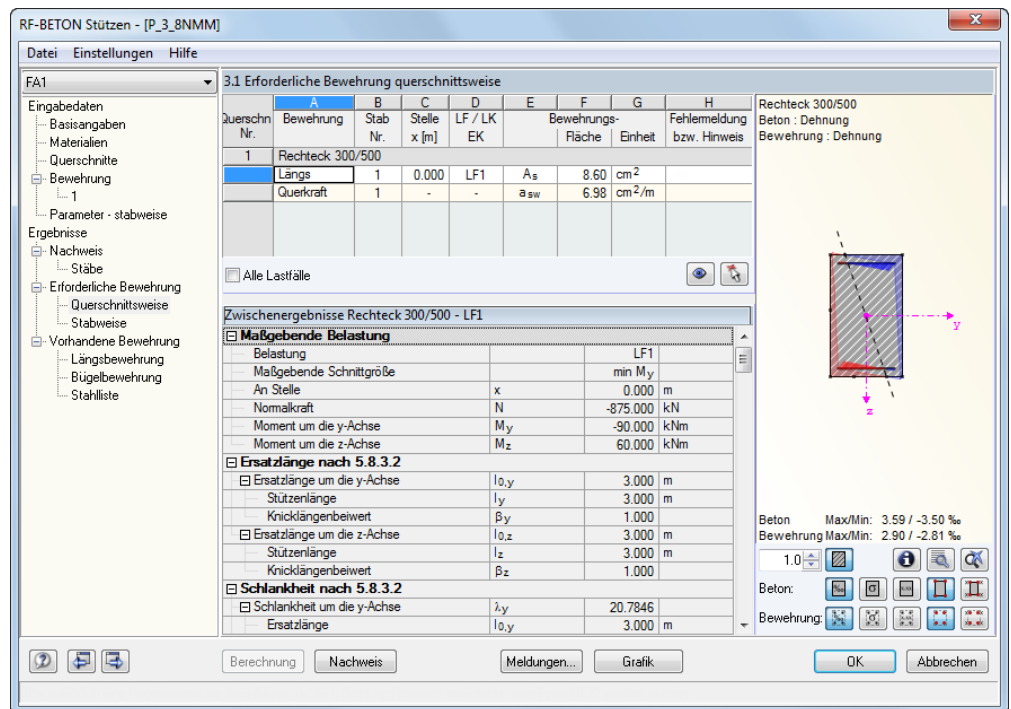 RF-BETON Stützen - [P_3_8NMM]
Datei Einstellungen Hilfe
FA1
Eingabedaten
Basisangaben
Materialien
Querschnitte
Bewehrung
1
Parameter - stabweise
Ergebnisse
Nachweis
Stäbe
Erforderliche Bewehrung
Querschnittsweise
Stabweise
Vorhandene Bewehrung
Längsbewehrung
Bügelbewehrung
Stahlliste
3.1 Erforderliche Bewehrung querschnittsweise
A B C D E F G H
Querschn Bewehrung Stab Stelle LF / LK Bewehrungs- Fehlermeldung
Nr. Nr. x [m] EK Fläche Einheit bzw. Hinweis
1 Rechteck 300/500
Längs 1 0.000 LF1 As 8.60 cm2
Querkraft 1 - - asw 6.98 cm2/m
Alle Lastfälle
Zwischenergebnisse Rechteck 300/500 - LF1
Maßgebende Belastung
Belastung LF1
Maßgebende Schnittgröße min My
An Stelle x 0.000 m
Normalkraft N -875.000 kN
Moment um die y-Achse My -90.000 kNm
Moment um die z-Achse Mz 60.000 kNm
Ersatzlänge nach 5.8.3.2
Ersatzlänge um die y-Achse l0,y 3.000 m
Stützenlänge ly 3.000 m
Knicklängenbeiwert βy 1.000
Ersatzlänge um die z-Achse l0,z 3.000 m
Stützenlänge lz 3.000 m
Knicklängenbeiwert βz 1.000
Schlankheit nach 5.8.3.2
Schlankheit um die y-Achse λy 20.7846
Ersatzlänge l0,y 3.000 m
Rechteck 300/500
Beton : Dehnung
Bewehrung : Dehnung
y
z
Beton Max/Min: 3.59 / -3.50 ‰
Bewehrung Max/Min: 2.90 / -2.81 ‰
1.0
Beton:
Bewehrung:
Berechnung Nachweis Meldungen... Grafik OK Abbrechen